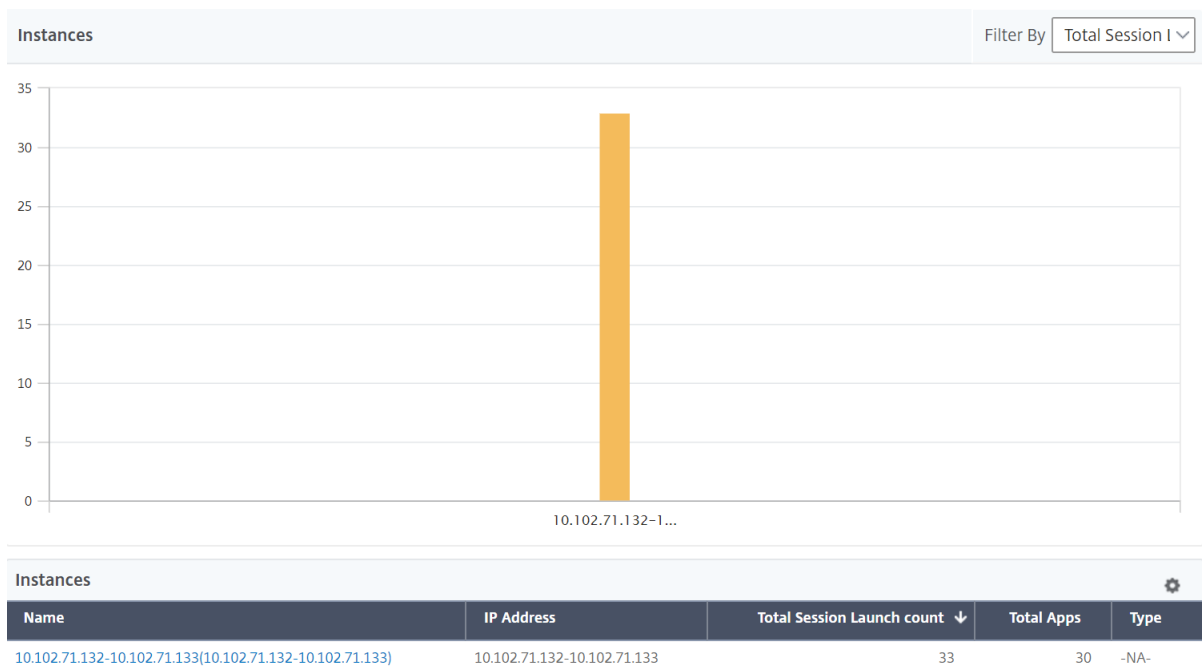 Instances
Filter By Total Session L
35
30
25
20
15
10
5
0
10.102.71.132-1...
Instances
Name IP Address Total Session Launch count Total Apps Type
10.102.71.132-10.102.71.133(10.102.71.132-10.102.71.133) 10.102.71.132-10.102.71.133 33 30 -NA-